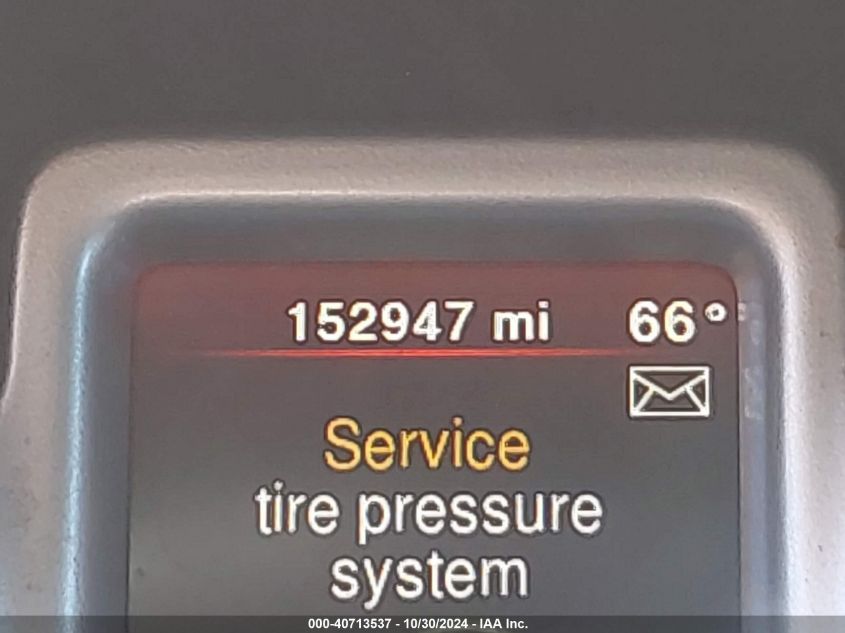 152947 mi 66°
Service
tire pressure
system
000-40713537 - 10/30/2024 - IAA Inc.